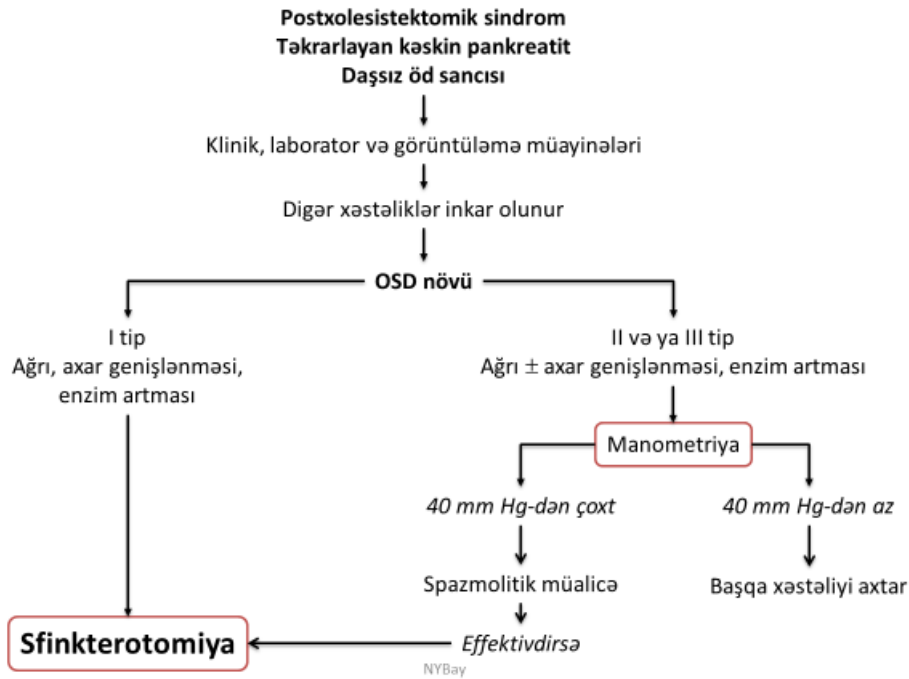 Postxolesistektomik sindrom
Təkrarlayan kəskin pankreatit
Daşsız öd sancısı
Klinik, laborator və görüntüləmə müayinələri
Digər xəstəliklər inkar olunur
OSD növü
I tip
Ağrı, axar genişlənməsi,
enzim artması
II və ya III tip
Ağrı ± axar genişlənməsi, enzim artması
Manometriya
40 mm Hg-dən çoxt
40 mm Hg-dən az
Spazmolitik müalicə
Başqa xəstəliyi axtar
Sfinkterotomiya
Effektivdirsə
NYBay